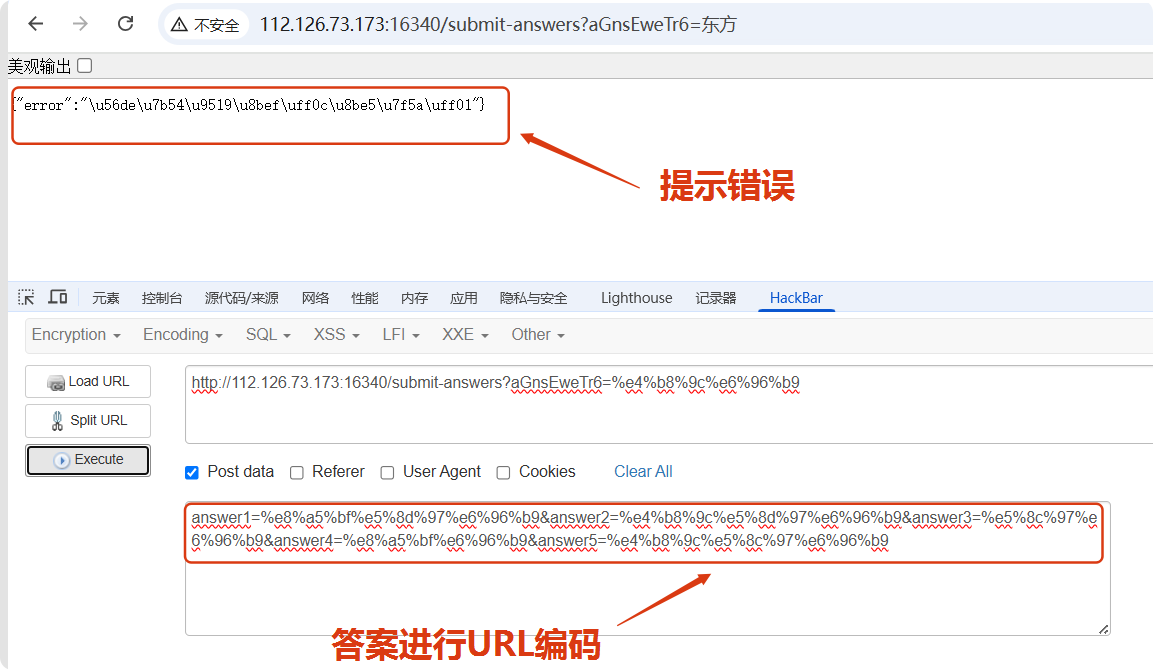 不安全 112.126.73.173:16340/submit-answers?aGnsEweTr6=东方
美观输出
{"error":"\u56de\u7b54\u9519\u8bef\uff0c\u8be5\u7f5a\uff01"}
提示错误
元素 控制台 源代码/来源 网络 性能 内存 应用 隐私与安全 Lighthouse 记录器 HackBar
Encryption Encoding SQL XSS LFI XXE Other
Load URL
http://112.126.73.173:16340/submit-answers?aGnsEweTr6=%e4%b8%9c%e6%96%b9
Split URL
Execute
Post data Referer User Agent Cookies Clear All
answer1=%e8%a5%bf%e5%8d%97%e6%96%b9&answer2=%e4%b8%9c%e5%8d%97%e6%96%b9&answer3=%e5%8c%97%e
6%96%b9&answer4=%e8%a5%bf%e6%96%b9&answer5=%e4%b8%9c%e5%8c%97%e6%96%b9
答案进行URL编码